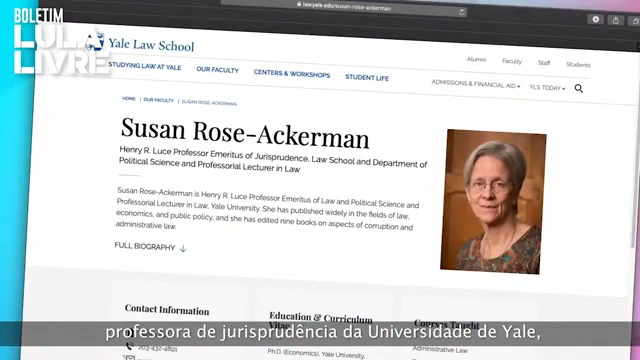 BOLETIM
LULA
LIVRE
law.yale.edu/susan-rose-ackerman
Yale Law School
Alumni Faculty Staff Students
STUDYING LAW AT YALE OUR FACULTY CENTERS & WORKSHOPS STUDENT LIFE
ADMISSIONS & FINANCIAL AID YLS TODAY
HOME | OUR FACULTY | SUSAN ROSE-ACKERMAN
Susan Rose-Ackerman
Henry R. Luce Professor Emeritus of Jurisprudence, Law School and Department of
Political Science and Professorial Lecturer in Law
Susan Rose-Ackerman is Henry R. Luce Professor Emeritus of Law and Political Science and
Professorial Lecturer in Law, Yale University. She has published widely in the fields of law,
economics, and public policy, and she has edited nine books on aspects of corruption and
administrative law.
FULL BIOGRAPHY
Contact Information
Education & Curriculum
Vitae
Taught
professora de jurisprudência da Universidade de Yale,
203-432-4891
Ph.D. (Economics), Yale University,
Administrative Law